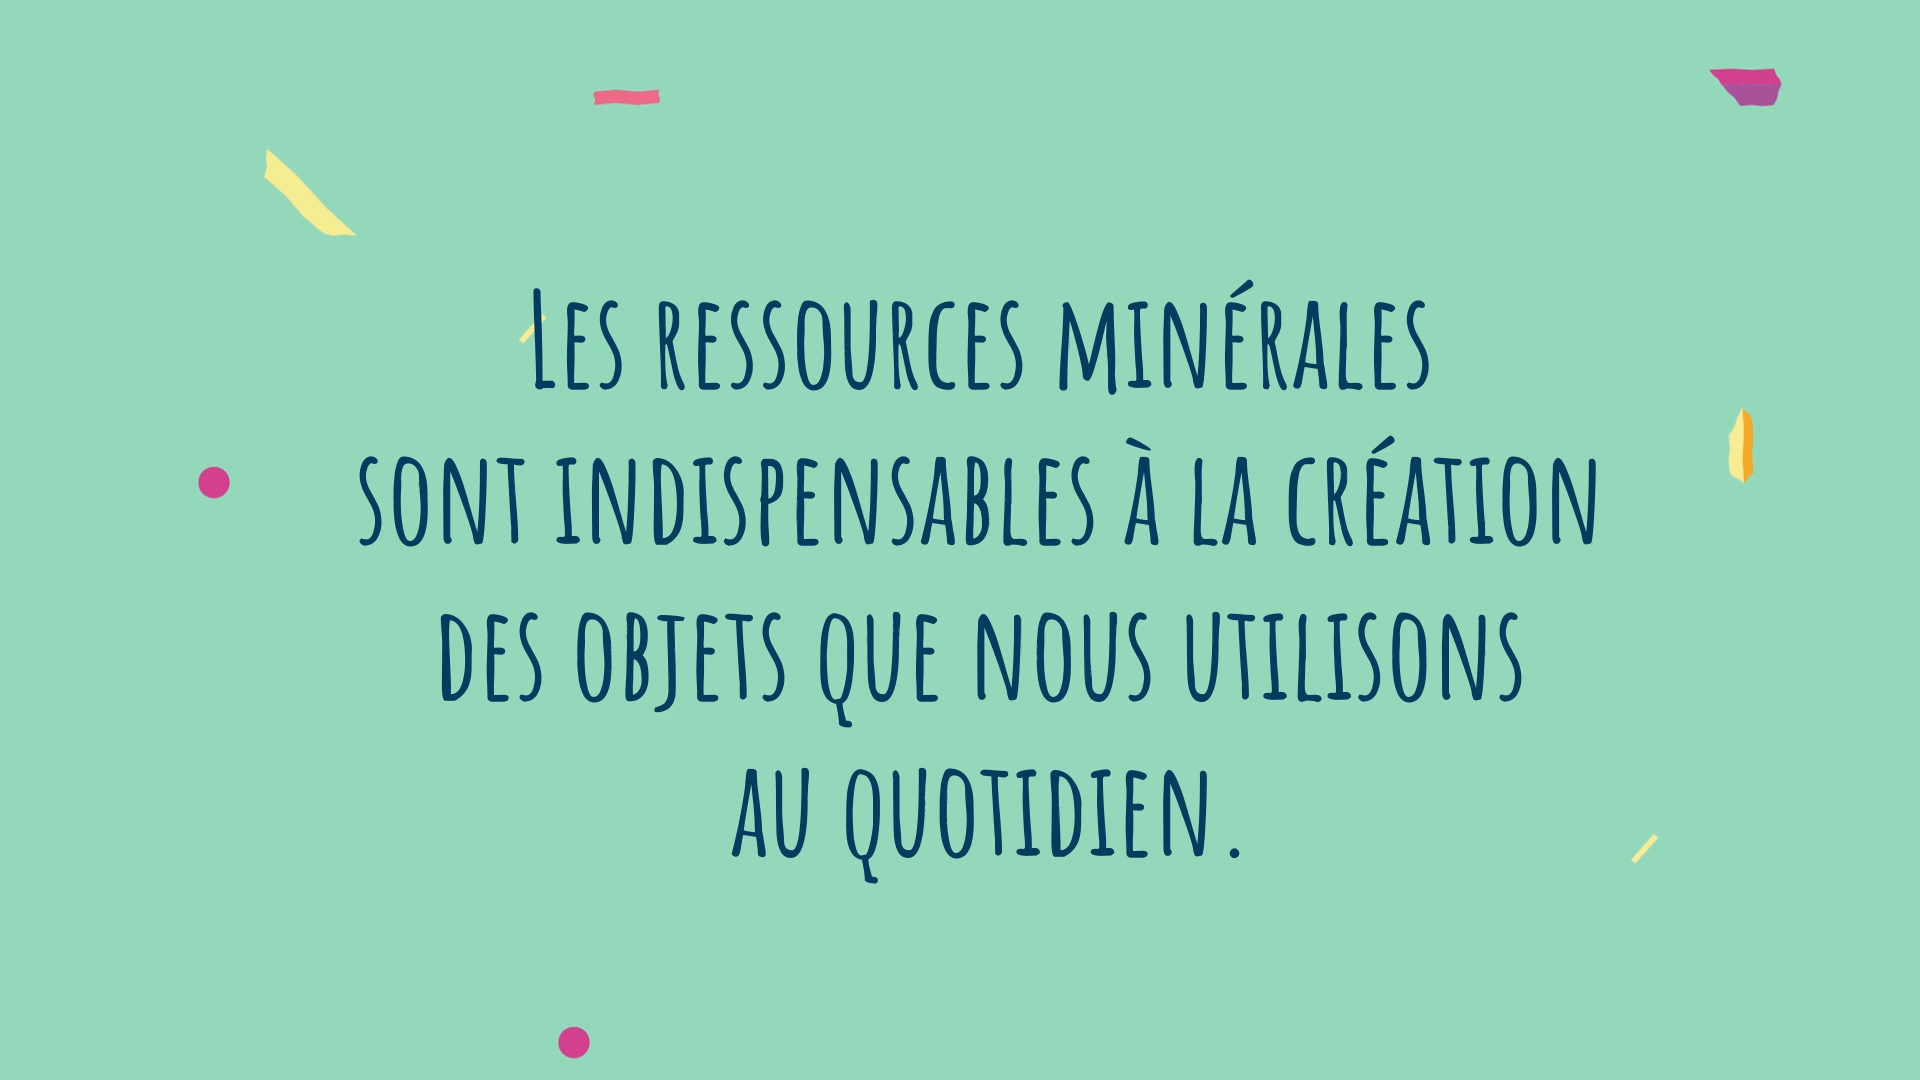 Les ressources minérales
sont indispensables à la création
des objets que nous utilisons
au quotidien.